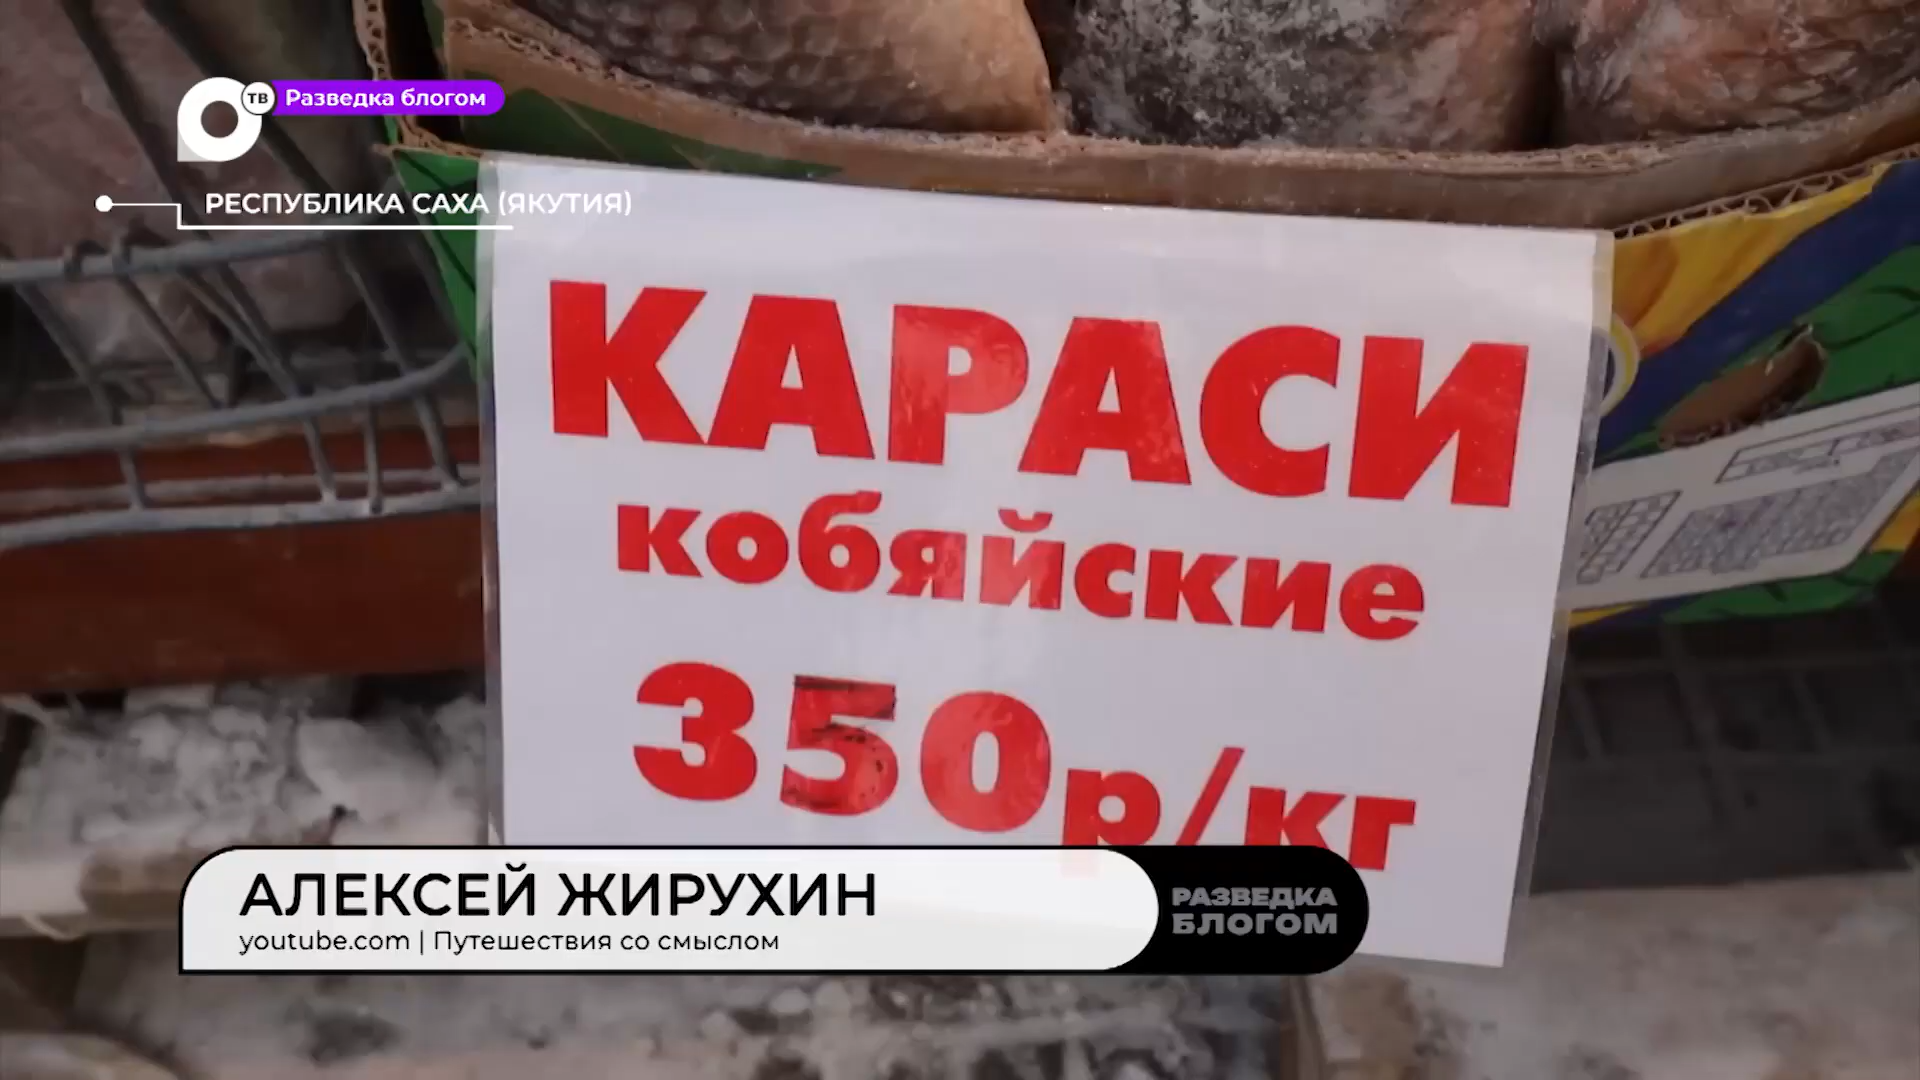 ТВ
Разведка блогом
РЕСПУБЛИКА САХА (ЯКУТИЯ)
КАРАСИ
кобяйские
350р/кг
АЛЕКСЕЙ ЖИРУХИН
youtube.com | Путешествия со смыслом
РАЗВЕДКА
БЛОГОМ